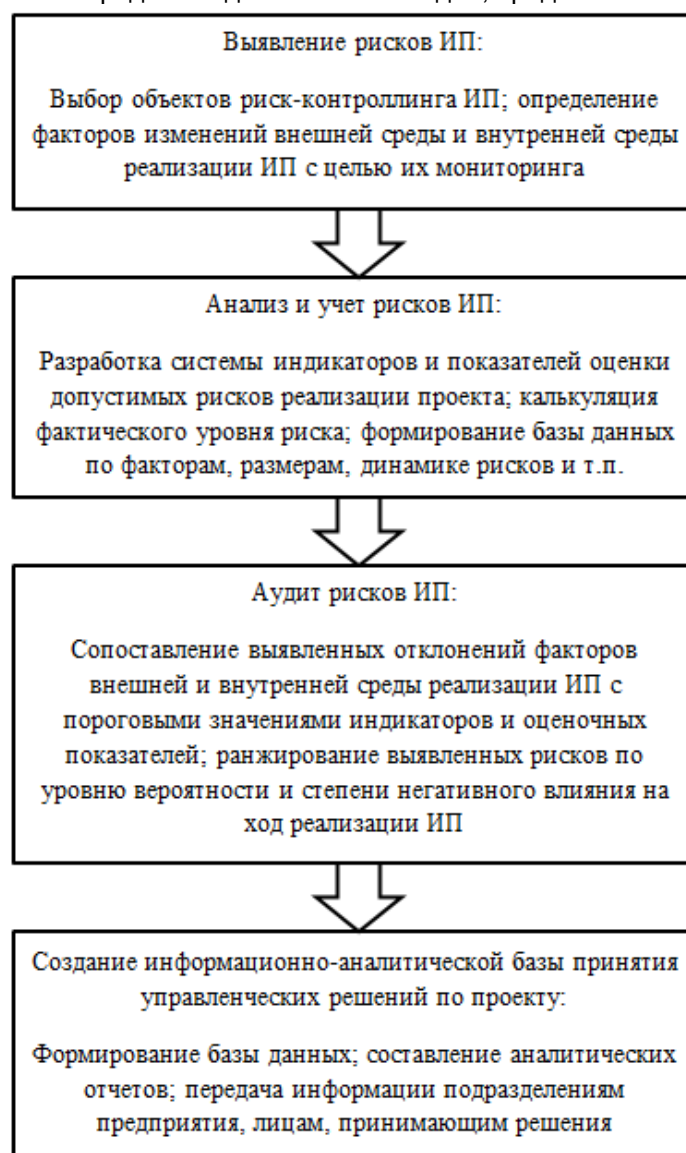 Выявление рисков ИП:
Выбор объектов риск-контроллинга ИП; определение
факторов изменений внешней среды и внутренней среды
реализации ИП с целью их мониторинга
Анализ и учет рисков ИП:
Разработка системы индикаторов и показателей оценки
допустимых рисков реализации проекта; калькуляция
фактического уровня риска; формирование базы данных
по факторам, размерам, динамике рисков и т.п.
Аудит рисков ИП:
Сопоставление выявленных отклонений факторов
внешней и внутренней среды реализации ИП с
пороговыми значениями индикаторов и оценочных
показателей; ранжирование выявленных рисков по
уровню вероятности и степени негативного влияния на
ход реализации ИП
Создание информационно-аналитической базы принятия
управленческих решений по проекту:
Формирование базы данных; составление аналитических
отчетов; передача информации подразделениям
предприятия, лицам, принимающим решения